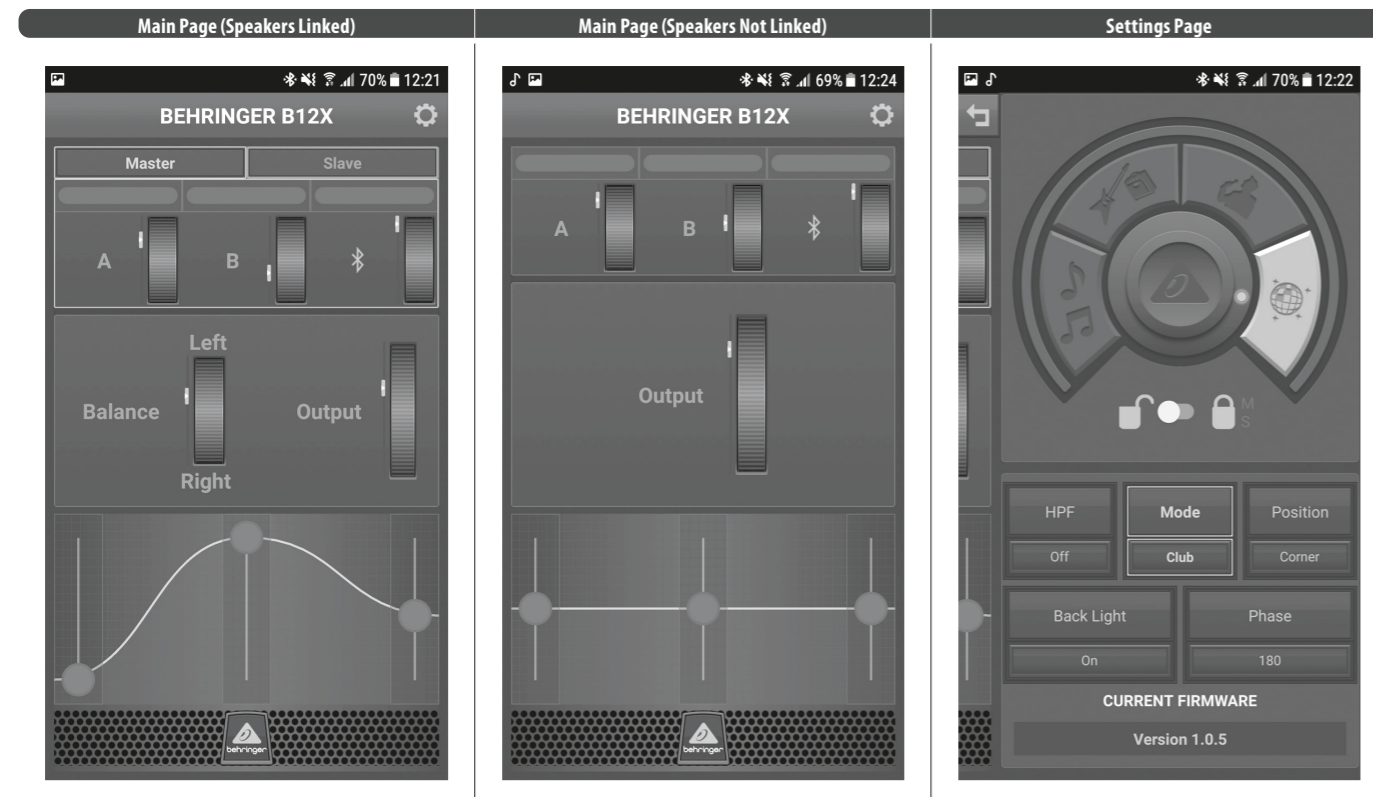 Main Page (Speakers Linked)
Main Page (Speakers Not Linked)
Settings Page
70% 12:21
BEHRINGER B12X
Master Slave
A B
Left
Balance Output
Right
behringer
69% 12:24
BEHRINGER B12X
A B
Output
behringer
70% 12:22
M
S
HPF Mode Position
Off Club Corner
Back Light Phase
On 180
CURRENT FIRMWARE
Version 1.0.5